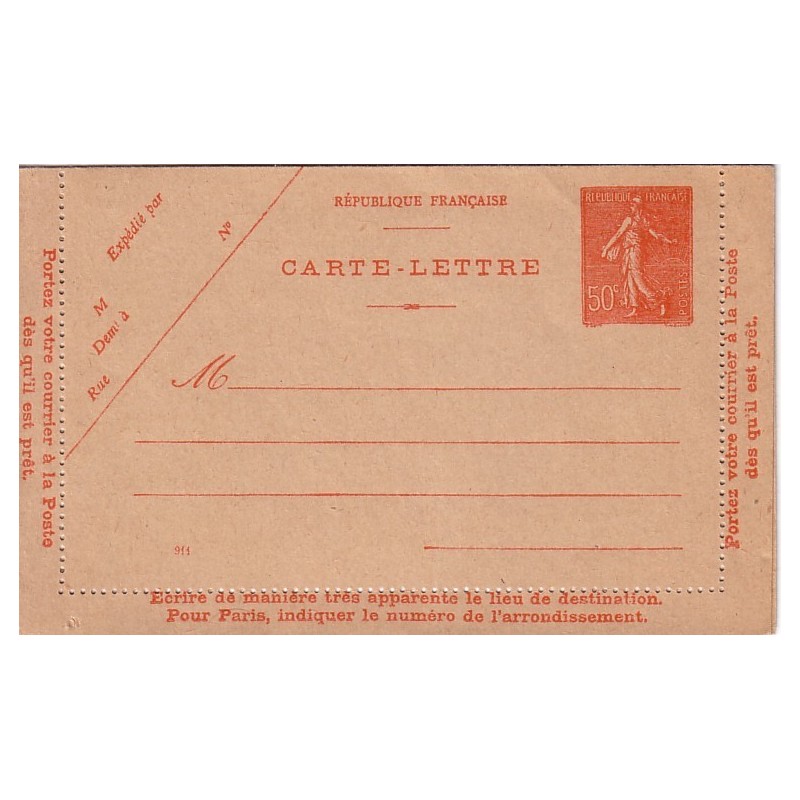 Expédié par
M
Demt à
Rue
No
RÉPUBLIQUE FRANÇAISE
CARTE-LETTRE
REPUBLIQUE FRANÇAISE
50c
POSTES
M
911
Portez votre courrier à la Poste
dès qu'il est prêt.
Portez votre courrier à la Poste
dès qu'il est prêt.
Ecrire de manière très apparente le lieu de destination.
Pour Paris, indiquer le numéro de l'arrondissement.